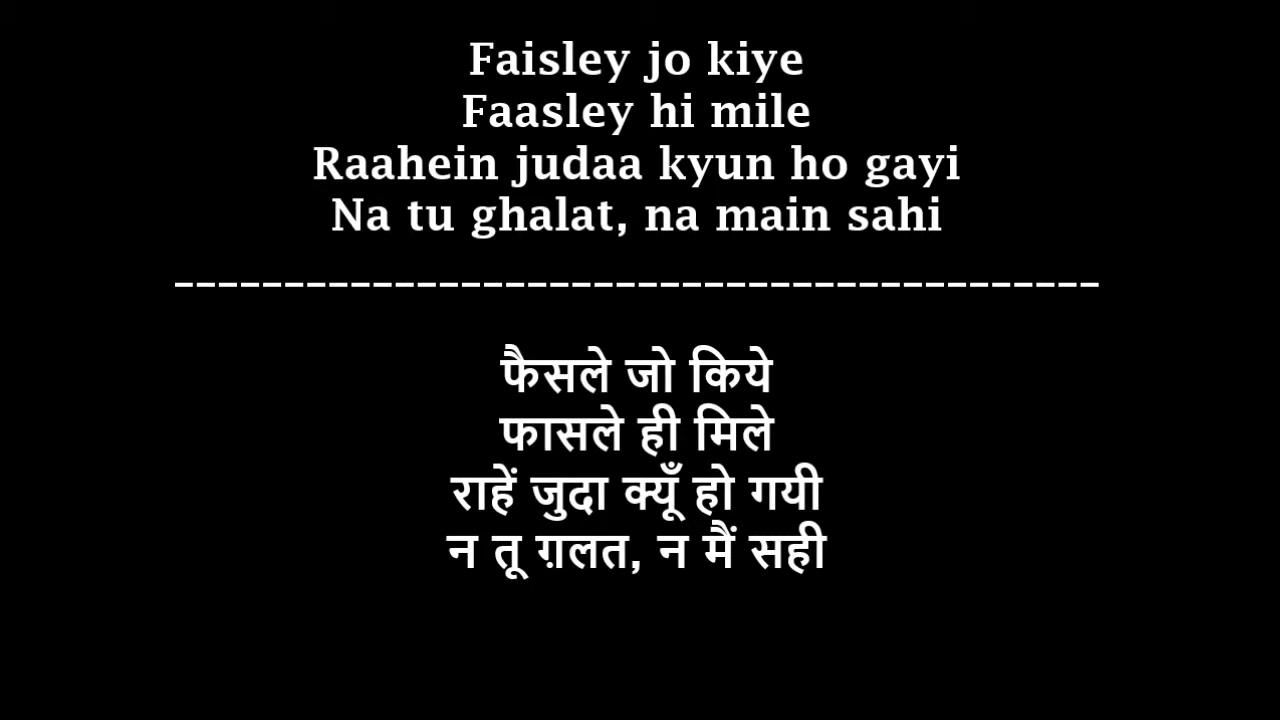 Faisley jo kiye
Faasley hi mile
Raahein judaa kyun ho gayi
Na tu ghalat, na main sahi
------------------------------------------
फैसले जो किये
फासले ही मिले
राहें जुदा क्यूँ हो गयी
न तू ग़लत, न मैं सही